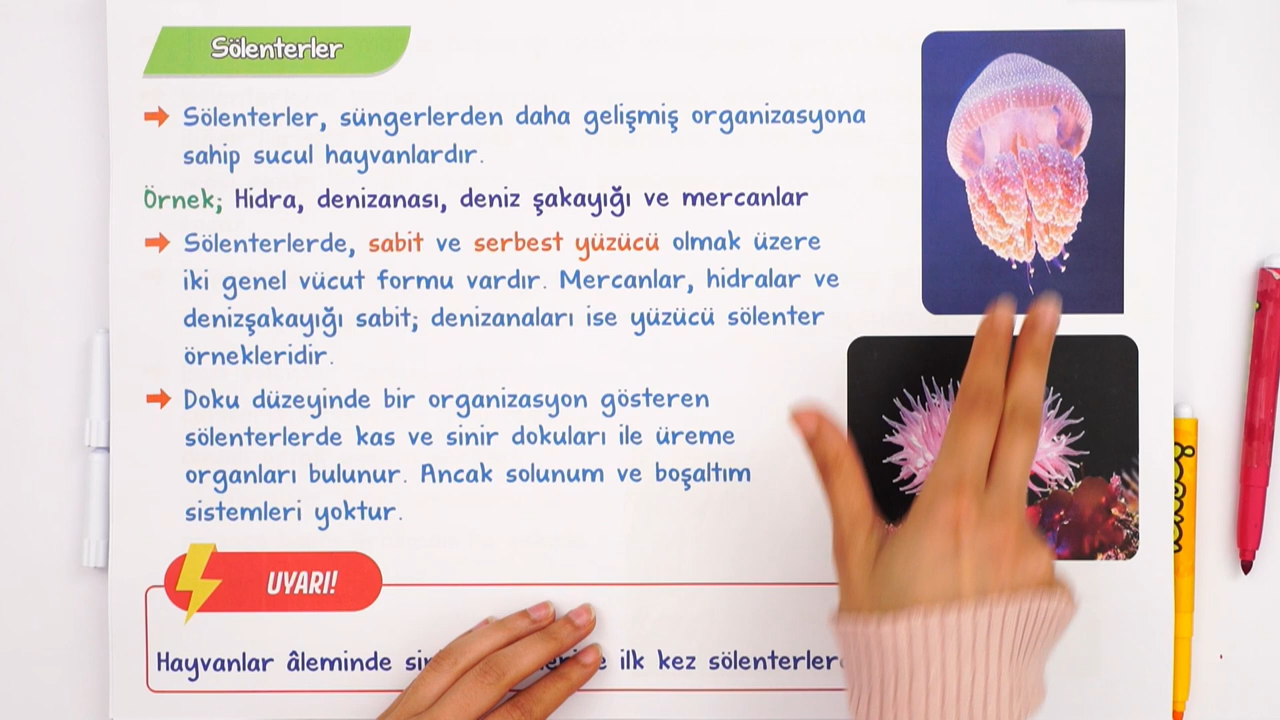 Sölenterler
Sölenterler, süngerlerden daha gelişmiş organizasyona
sahip sucul hayvanlardır.
Örnek; Hidra, denizanası, deniz şakayığı ve mercanlar
Sölenterlerde, sabit ve serbest yüzücü olmak üzere
iki genel vücut formu vardır. Mercanlar, hidralar ve
denizşakayığı sabit; denizanaları ise yüzücü sölenter
örnekleridir.
Doku düzeyinde bir organizasyon gösteren
sölenterlerde kas ve sinir dokuları ile üreme
organları bulunur. Ancak solunum ve boşaltım
sistemleri yoktur.
UYARI!
Hayvanlar âleminde ilk kez